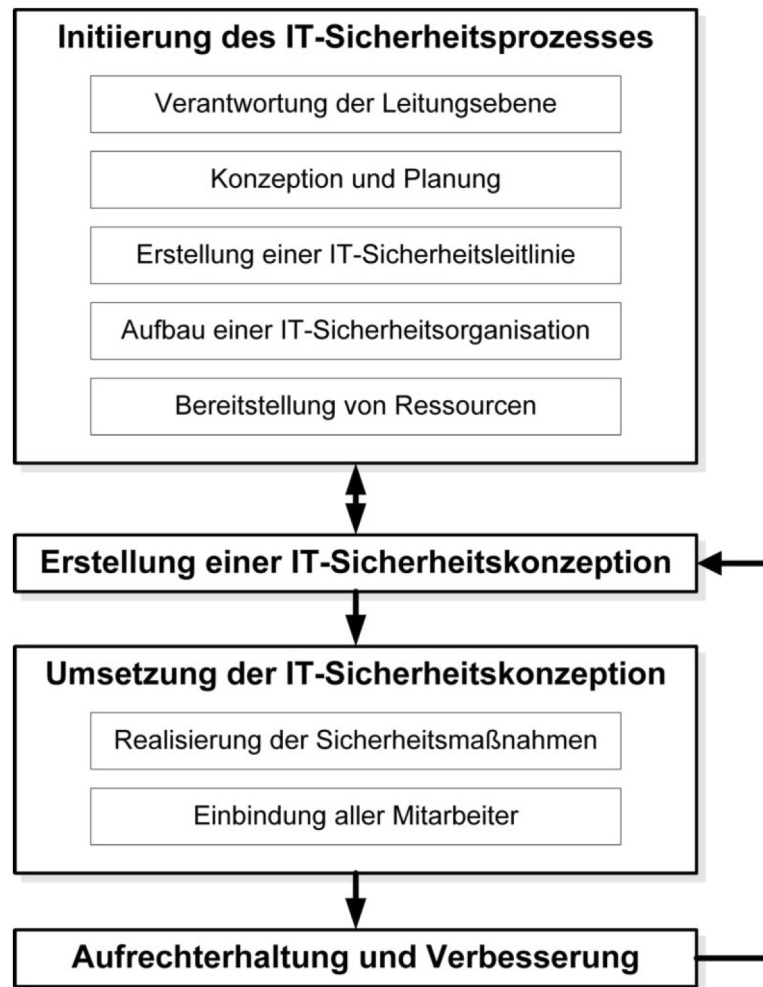 Initiierung des IT-Sicherheitsprozesses
Verantwortung der Leitungsebene
Konzeption und Planung
Erstellung einer IT-Sicherheitsleitlinie
Aufbau einer IT-Sicherheitsorganisation
Bereitstellung von Ressourcen
Erstellung einer IT-Sicherheitskonzeption
Umsetzung der IT-Sicherheitskonzeption
Realisierung der Sicherheitsmaßnahmen
Einbindung aller Mitarbeiter
Aufrechterhaltung und Verbesserung